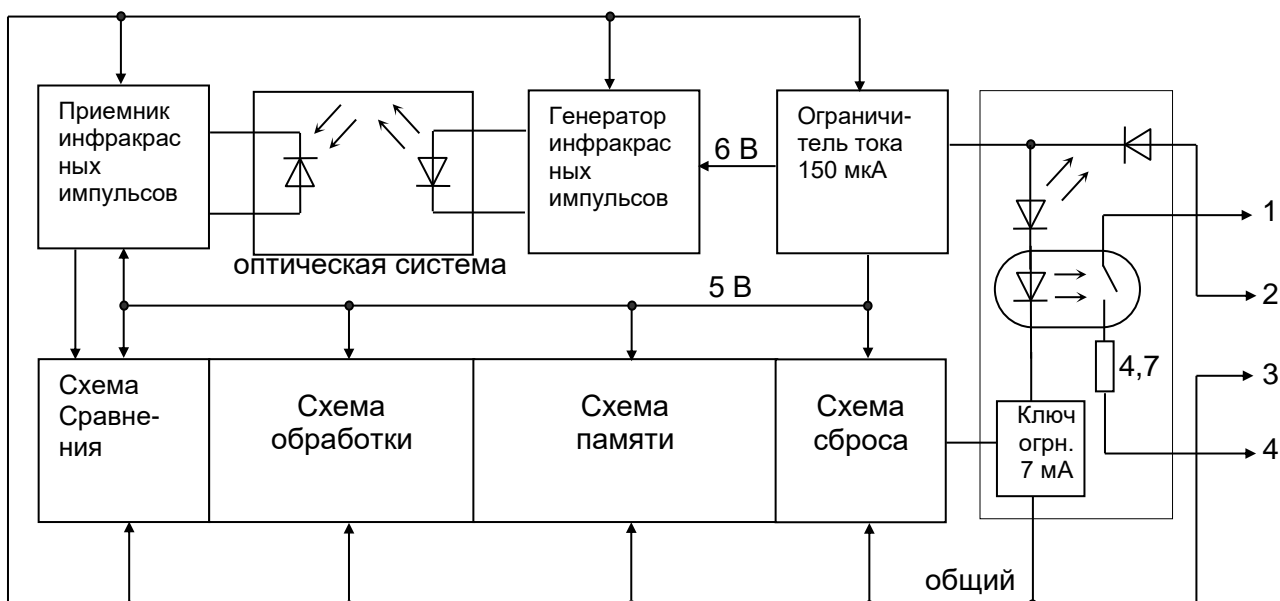 Приемник
инфракрас
ных
импульсов
оптическая система
Генератор
инфракрас
ных
импульсов
6 В
Ограничи-
тель тока
150 мкА
1
2
3
4
5 В
4,7
Схема
Сравне-
ния
Схема
обработки
Схема
памяти
Схема
сброса
Ключ
огрн.
7 мА
общий